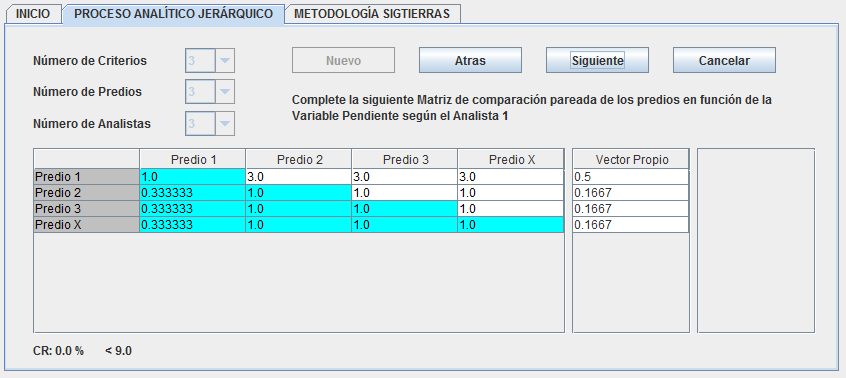 INICIO PROCESO ANALÍTICO JERÁRQUICO METODOLOGÍA SIGTIERRAS
Número de Criterios 3 Nuevo Atras Siguiente Cancelar
Número de Predios 3
Número de Analistas 3
Complete la siguiente Matriz de comparación pareada de los predios en función de la
Variable Pendiente según el Analista 1
Predio 1 Predio 2 Predio 3 Predio X Vector Propio
Predio 1 1.0 3.0 3.0 3.0 0.5
Predio 2 0.333333 1.0 1.0 1.0 0.1667
Predio 3 0.333333 1.0 1.0 1.0 0.1667
Predio X 0.333333 1.0 1.0 1.0 0.1667
CR: 0.0 % < 9.0